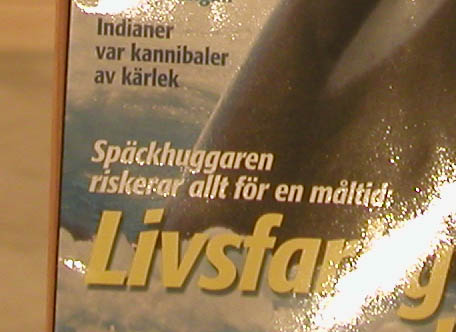 Indianer
var kannibaler
av kärlek
Späckhuggaren
riskerar allt för en måltid: